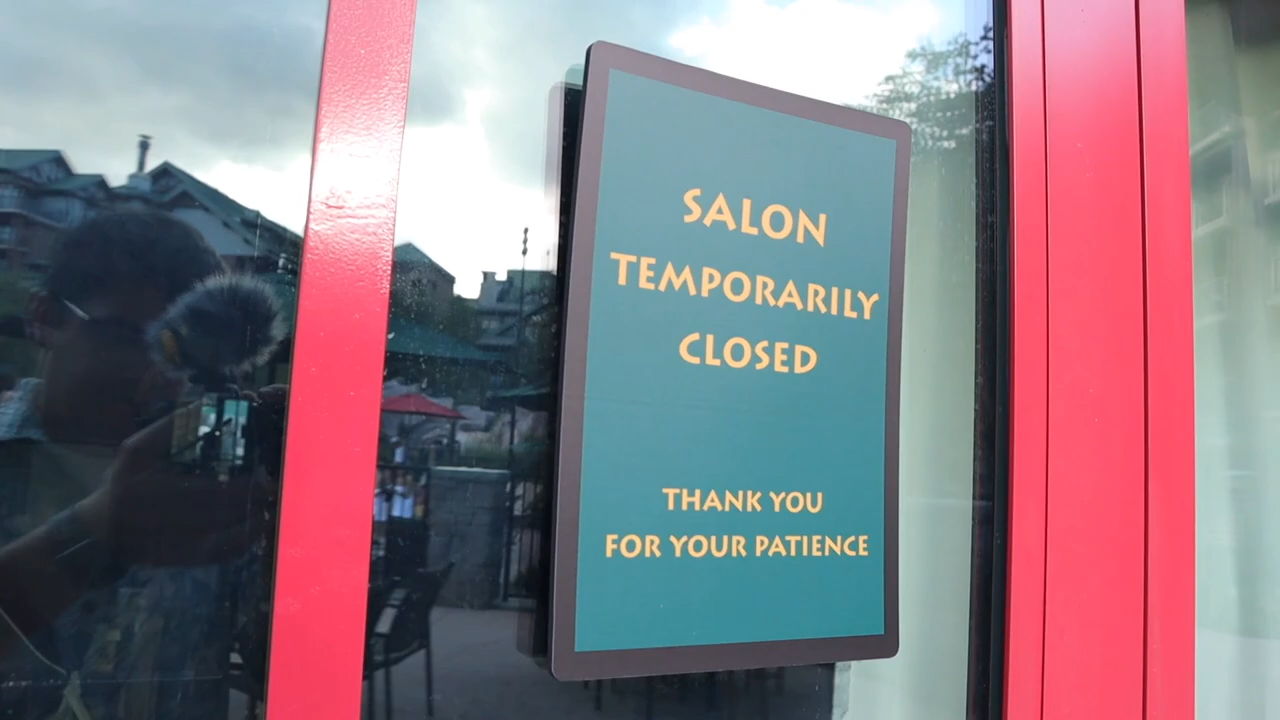 SALON
TEMPORARILY
CLOSED
THANK YOU
FOR YOUR PATIENCE